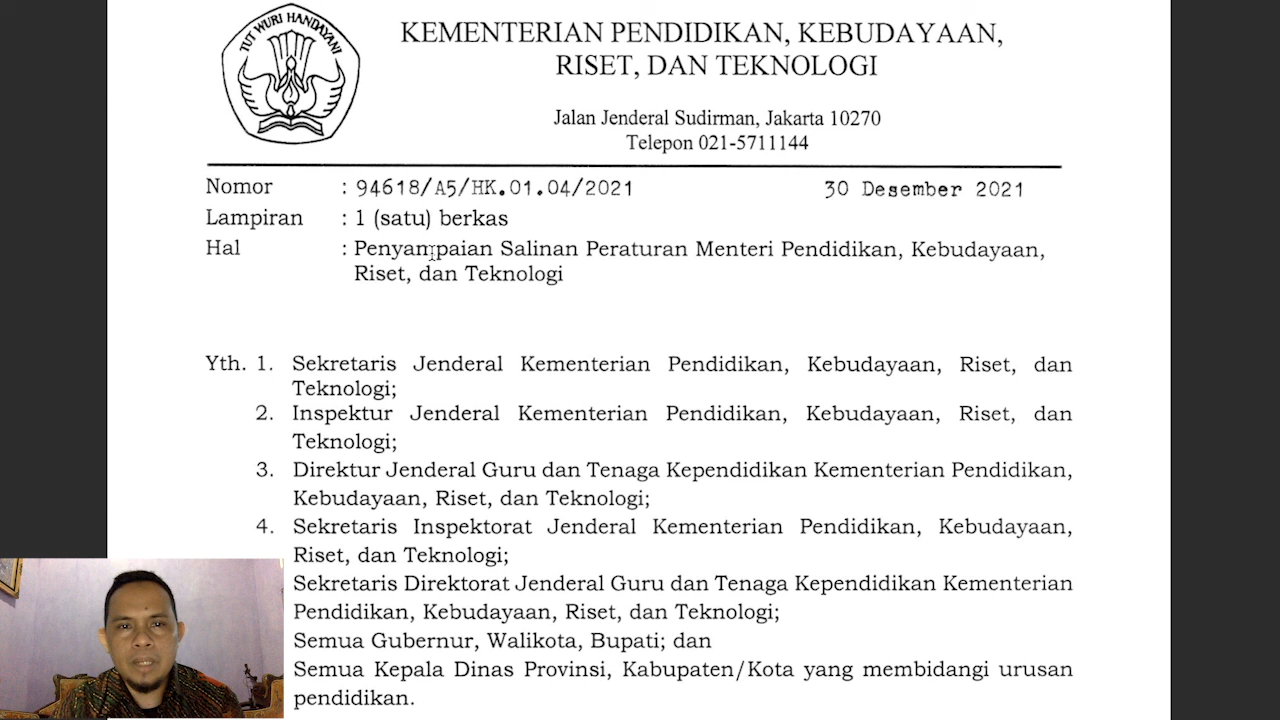 TUT WURI HANDAYANI
KEMENTERIAN PENDIDIKAN, KEBUDAYAAN,
RISET, DAN TEKNOLOGI
Jalan Jenderal Sudirman, Jakarta 10270
Telepon 021-5711144
Nomor : 94618/A5/HK.01.04/2021 30 Desember 2021
Lampiran : 1 (satu) berkas
Hal : Penyampaian Salinan Peraturan Menteri Pendidikan, Kebudayaan,
Riset, dan Teknologi
Yth. 1. Sekretaris Jenderal Kementerian Pendidikan, Kebudayaan, Riset, dan
Teknologi;
2. Inspektur Jenderal Kementerian Pendidikan, Kebudayaan, Riset, dan
Teknologi;
3. Direktur Jenderal Guru dan Tenaga Kependidikan Kementerian Pendidikan,
Kebudayaan, Riset, dan Teknologi;
4. Sekretaris Inspektorat Jenderal Kementerian Pendidikan, Kebudayaan,
Riset, dan Teknologi;
Sekretaris Direktorat Jenderal Guru dan Tenaga Kependidikan Kementerian
Pendidikan, Kebudayaan, Riset, dan Teknologi;
Semua Gubernur, Walikota, Bupati; dan
Semua Kepala Dinas Provinsi, Kabupaten/Kota yang membidangi urusan
pendidikan.